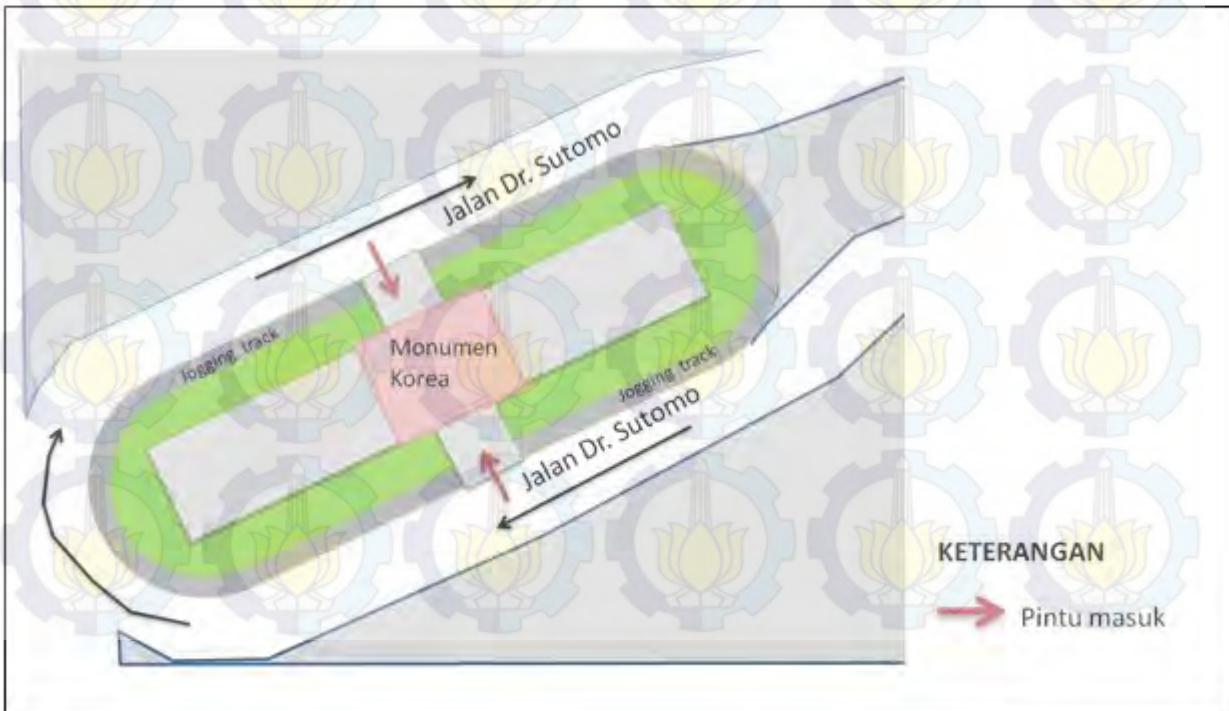 Jalan Dr. Sutomo
Jogging track
Monumen
Korea
Jogging track
Jalan Dr. Sutomo
KETERANGAN
Pintu masuk